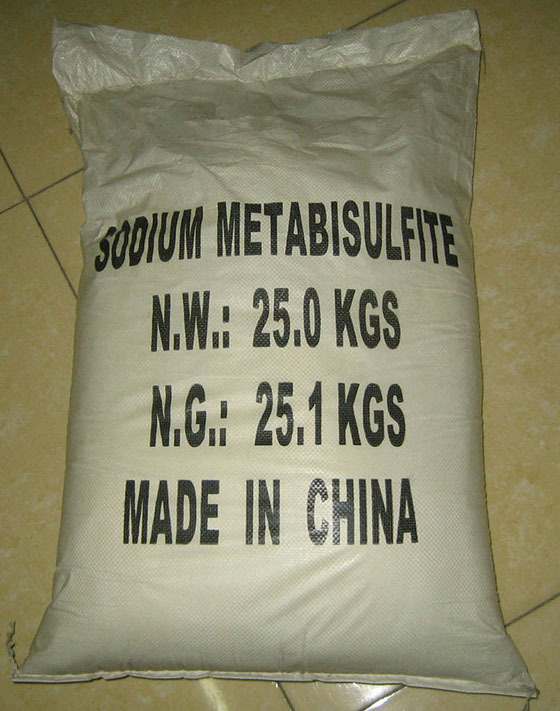 SODIUM METABISULFITE
N.W.: 25.0 KGS
N.G.: 25.1 KGS
MADE IN CHINA